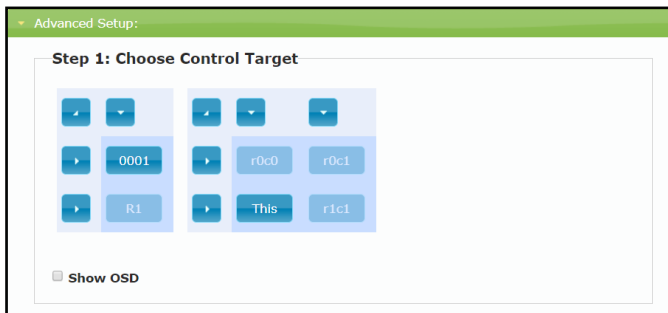 Advanced Setup:
Step 1: Choose Control Target
0001 r0c0 r0c1
R1 This r1c1
Show OSD